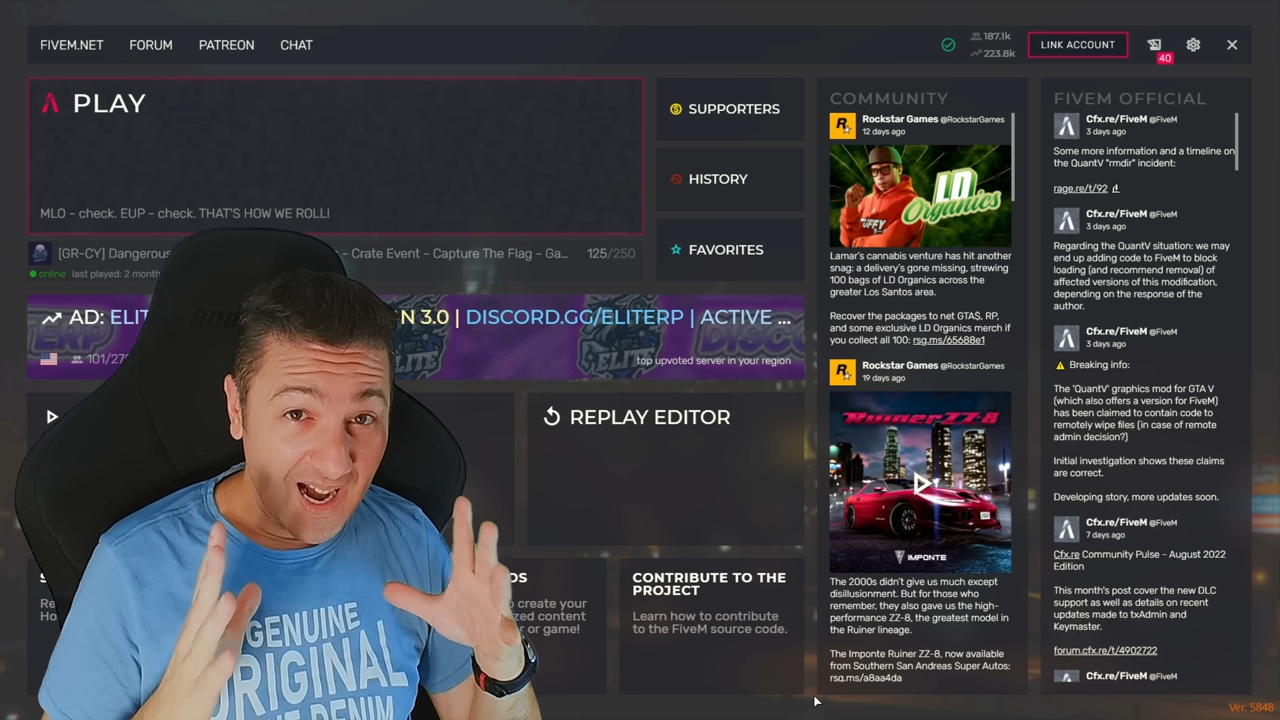 FIVEM.NET
FORUM
PATREON
CHAT
187.1k
223.8k
LINK ACCOUNT
40
PLAY
MLO - check. EUP - check. THAT'S HOW WE ROLL!
[GR-CY] Dangerous
- Crate Event - Capture The Flag - Ga...
125/250
online
last played: 2 month
AD: ELIT
N 3.0 | DISCORD.GG/ELITERP | ACTIVE ...
101/27
top upvoted server in your region
ELITE
REPLAY EDITOR
CONTRIBUTE TO THE
PROJECT
Learn how to contribute
to the FiveM source code.
create your
content
or game!
GENUINE
ORIGINAL
DENIM
SUPPORTERS
HISTORY
FAVORITES
COMMUNITY
Rockstar Games @RockstarGames
12 days ago
LD
Organics
Lamar's cannabis venture has hit another
snag: a delivery's gone missing, strewing
100 bags of LD Organics across the
greater Los Santos area.
Recover the packages to net GTA$, RP,
and some exclusive LD Organics merch if
you collect all 100: rsg.ms/65688e1
Rockstar Games @RockstarGames
19 days ago
Ruiner ZZ-8
IMPONTE
The 2000s didn't give us much except
disillusionment. But for those who
remember, they also gave us the high-
performance ZZ-8, the greatest model in
the Ruiner lineage.
The Imponte Ruiner ZZ-8, now available
from Southern San Andreas Super Autos:
rsg.ms/a8aa4da
FIVEM OFFICIAL
Cfx.re/FiveM @FiveM
3 days ago
Some more information and a timeline on
the QuantV "rmdir" incident:
rage.re/t/92
Cfx.re/FiveM @FiveM
3 days ago
Regarding the QuantV situation: we may
end up adding code to FiveM to block
loading (and recommend removal) of
affected versions of this modification,
depending on the response of the
author.
Cfx.re/FiveM @FiveM
3 days ago
Breaking info:
The 'QuantV' graphics mod for GTA V
(which also offers a version for FiveM)
has been claimed to contain code to
remotely wipe files (in case of remote
admin decision?)
Initial investigation shows these claims
are correct.
Developing story, more updates soon.
Cfx.re/FiveM @FiveM
7 days ago
Cfx.re Community Pulse - August 2022
Edition
This month's post cover the new DLC
support as well as details on recent
updates made to txAdmin and
Keymaster.
forum.cfx.re/t/4902722
Cfx.re/FiveM @FiveM
Ver. 5848